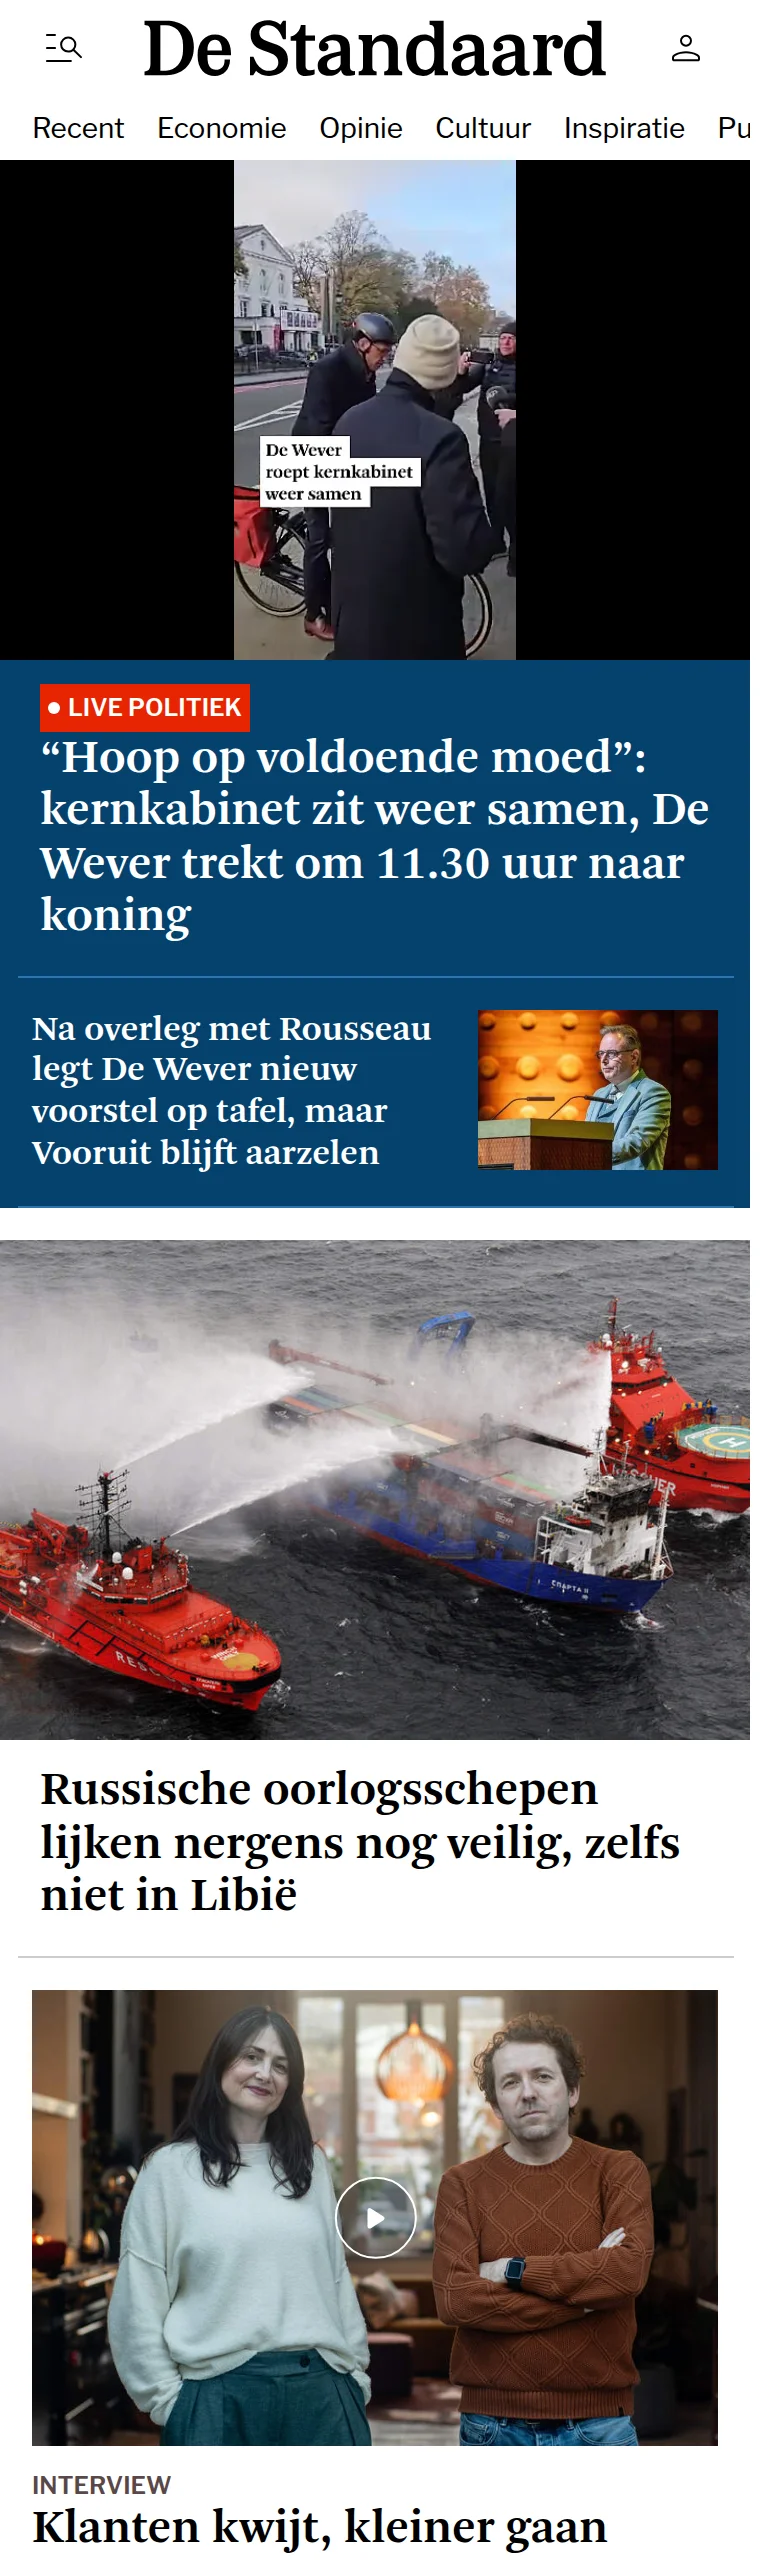 De Standaard
Recent Economie Opinie Cultuur Inspiratie Pu
De Wever
roept kernkabinet
weer samen
LIVE POLITIEK
“Hoop op voldoende moed”:
kernkabinet zit weer samen, De
Wever trekt om 11.30 uur naar
koning
Na overleg met Rousseau
legt De Wever nieuw
voorstel op tafel, maar
Vooruit blijft aarzelen
СПАРТА II
Russische oorlogsschepen
lijken nergens nog veilig, zelfs
niet in Libië
INTERVIEW
Klanten kwijt, kleiner gaan